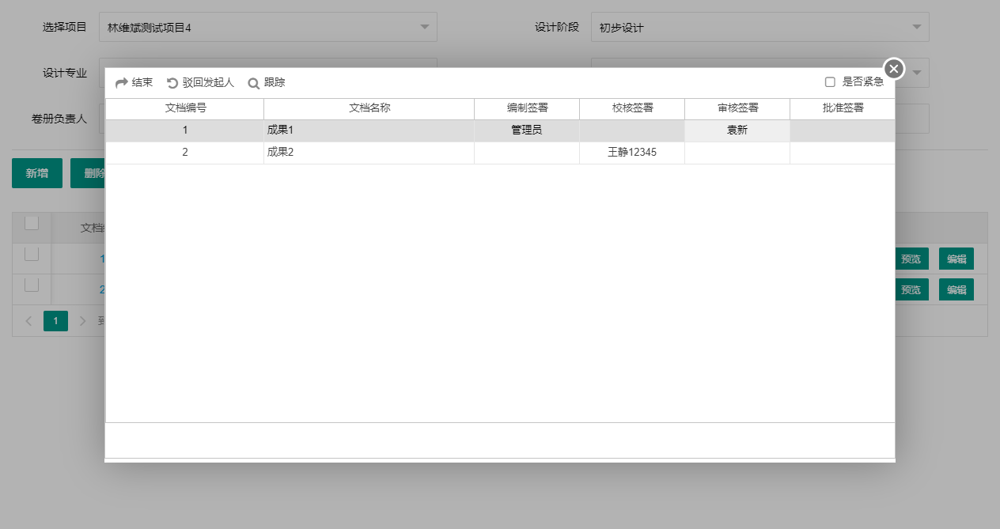 选择项目 林维斌测试项目4 设计阶段 初步设计
设计专业
结束 驳回发起人 跟踪 是否紧急
文档编号 文档名称 编制签署 校核签署 审核签署 批准签署
卷册负责人
1 成果1 管理员 袁新
2 成果2 王静12345
新增 删除
文档
1 预览 编辑
2 预览 编辑
1 到